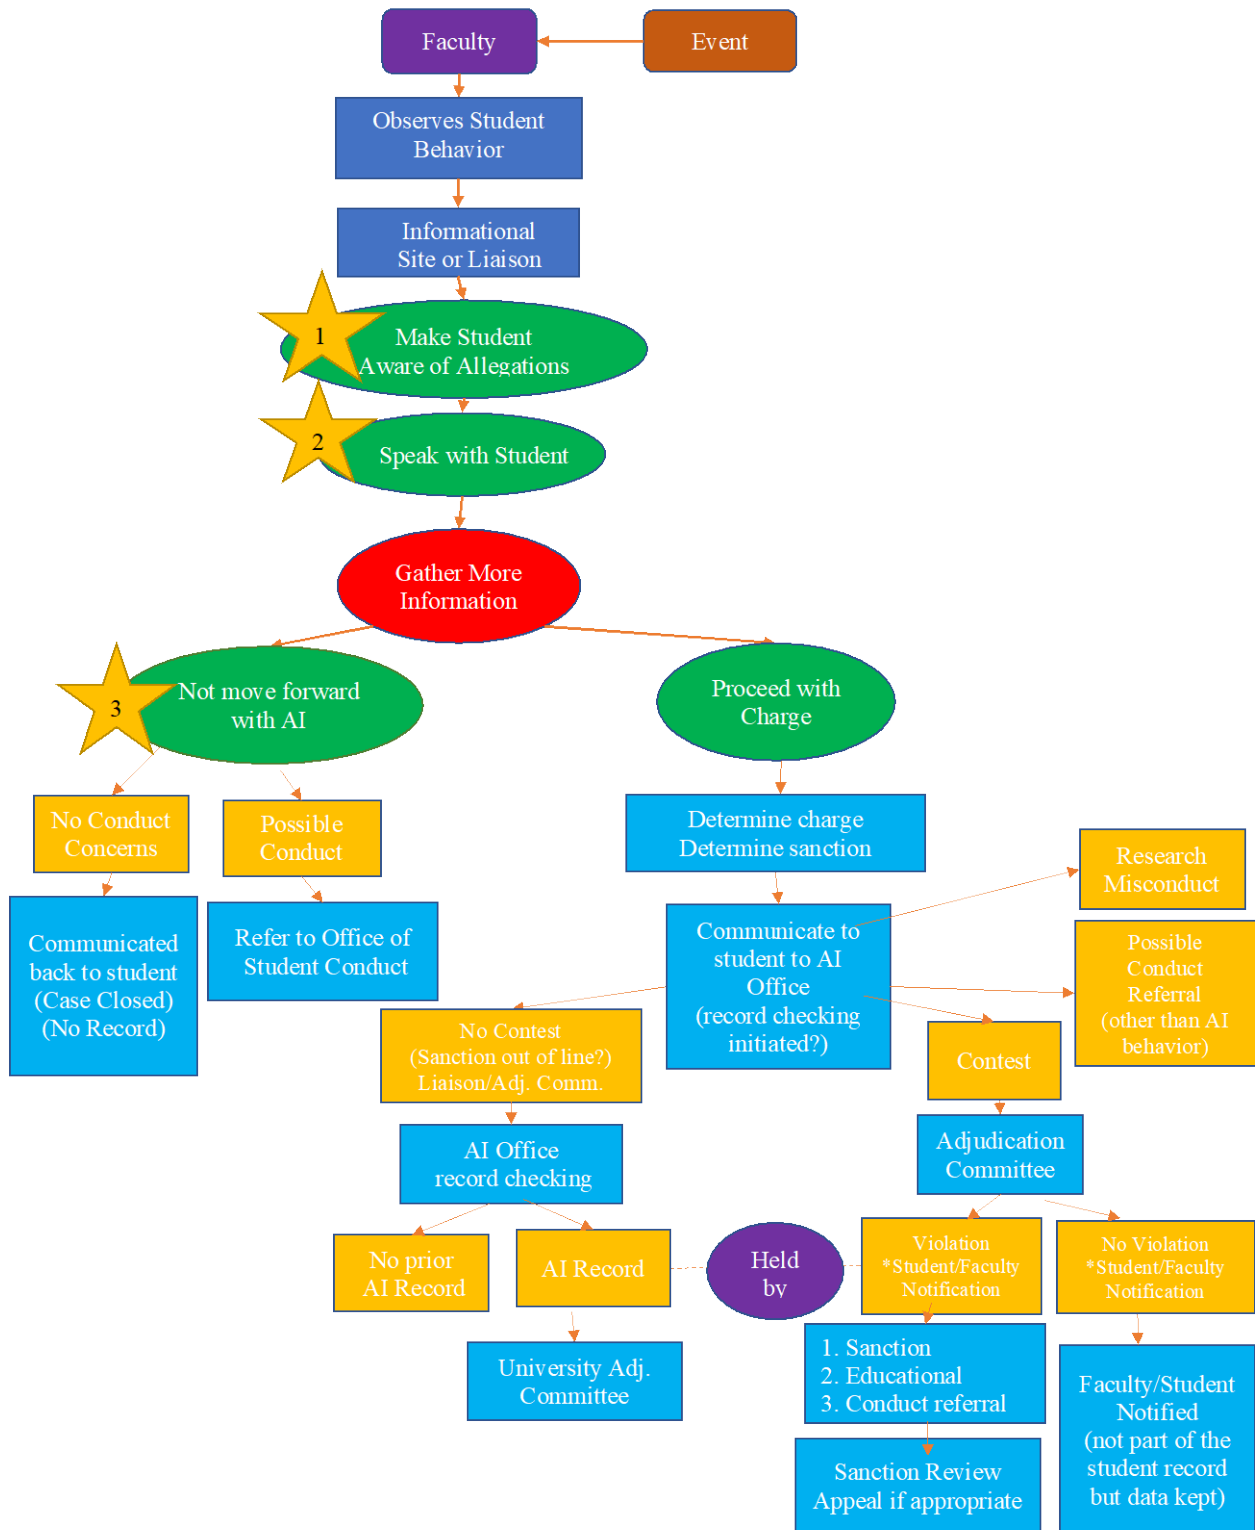 Faculty
Event
Observes Student
Behavior
Informational
Site or Liaison
1
Make Student
Aware of Allegations
2
Speak with Student
Gather More
Information
3
Not move forward
with AI
Proceed with
Charge
No Conduct
Concerns
Possible
Conduct
Determine charge
Determine sanction
Research
Misconduct
Communicated
back to student
(Case Closed)
(No Record)
Refer to Office of
Student Conduct
Communicate to
student to AI
Office
(record checking
initiated?)
Possible
Conduct
Referral
(other than AI
behavior)
No Contest
(Sanction out of line?)
Liaison/Adj. Comm.
Contest
AI Office
record checking
Adjudication
Committee
No prior
AI Record
AI Record
Held
by
Violation
*Student/Faculty
Notification
No Violation
*Student/Faculty
Notification
University Adj.
Committee
1. Sanction
2. Educational
3. Conduct referral
Faculty/Student
Notified
(not part of the
student record
but data kept)
Sanction Review
Appeal if appropriate